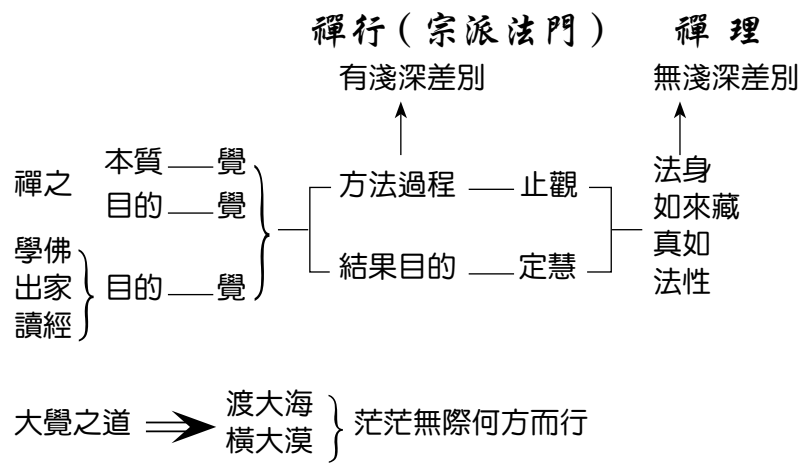 禪行（宗派法門） 禪理
有淺深差別 無淺深差別
禪之 本質——覺
目的——覺
學佛
出家
讀經
目的——覺
方法過程——止觀
結果目的——定慧
法身
如來藏
真如
法性
大覺之道
渡大海
橫大漠
茫茫無際何方而行